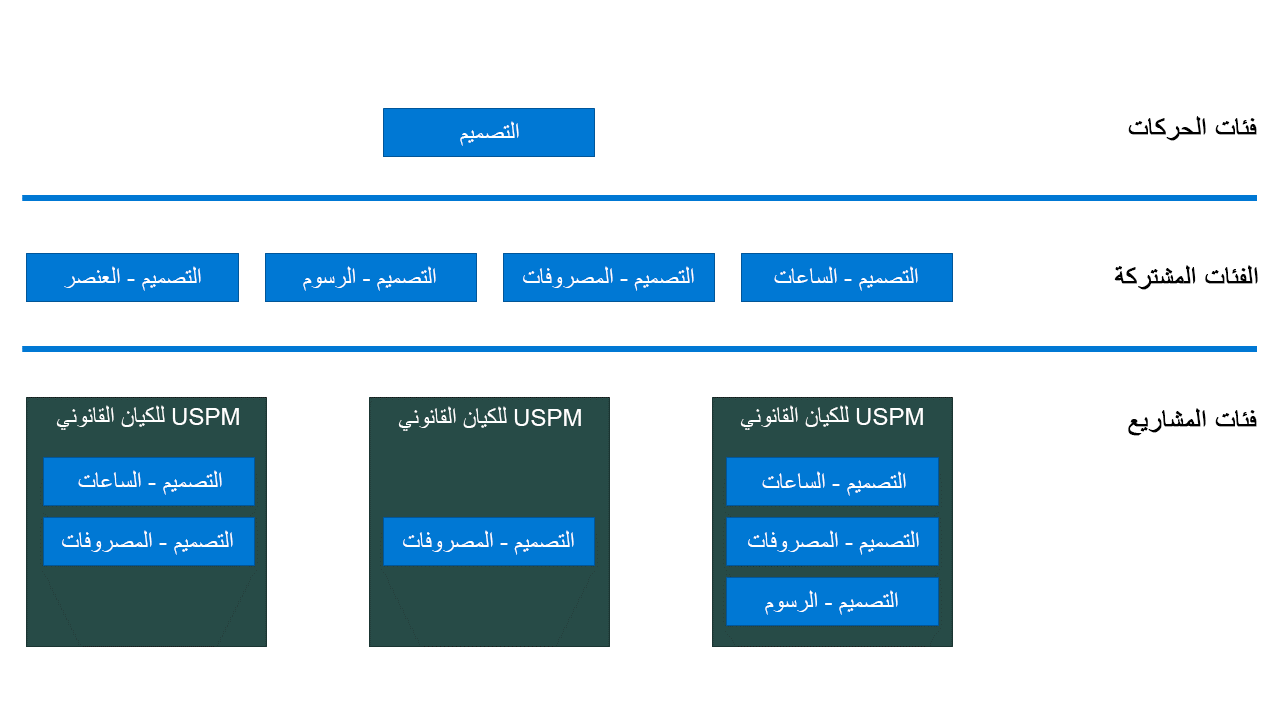 فئات الحركات
التصميم
الفئات المشتركة
التصميم - الساعات
التصميم - المصروفات
التصميم - الرسوم
التصميم - العنصر
فئات المشاريع
USPM للكيان القانوني
التصميم - الساعات
التصميم - المصروفات
التصميم - الرسوم
USPM للكيان القانوني
التصميم - المصروفات
USPM للكيان القانوني
التصميم - الساعات
التصميم - المصروفات